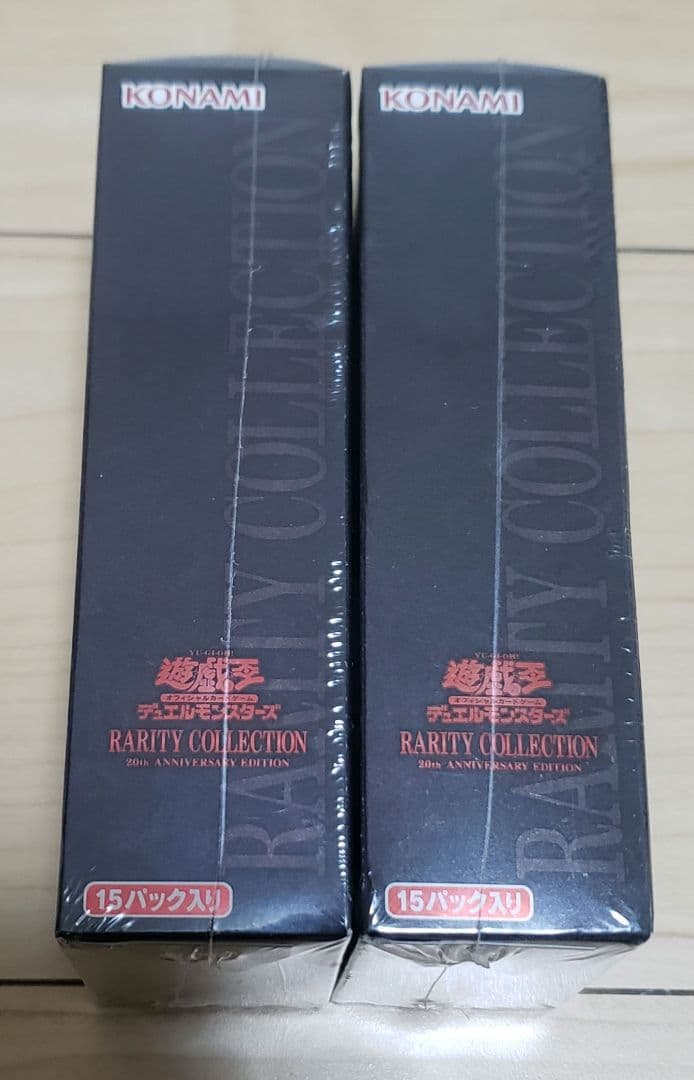 KONAMI
RARITY COLLECTION
YU-GI-OH!
遊戯王
オフィシャルカードゲーム
デュエルモンスターズ
RARITY COLLECTION
20th ANNIVERSARY EDITION
15パック入り
KONAMI
RARITY COLLECTION
YU-GI-OH!
遊戯王
オフィシャルカードゲーム
デュエルモンスターズ
RARITY COLLECTION
20th ANNIVERSARY EDITION
15パック入り